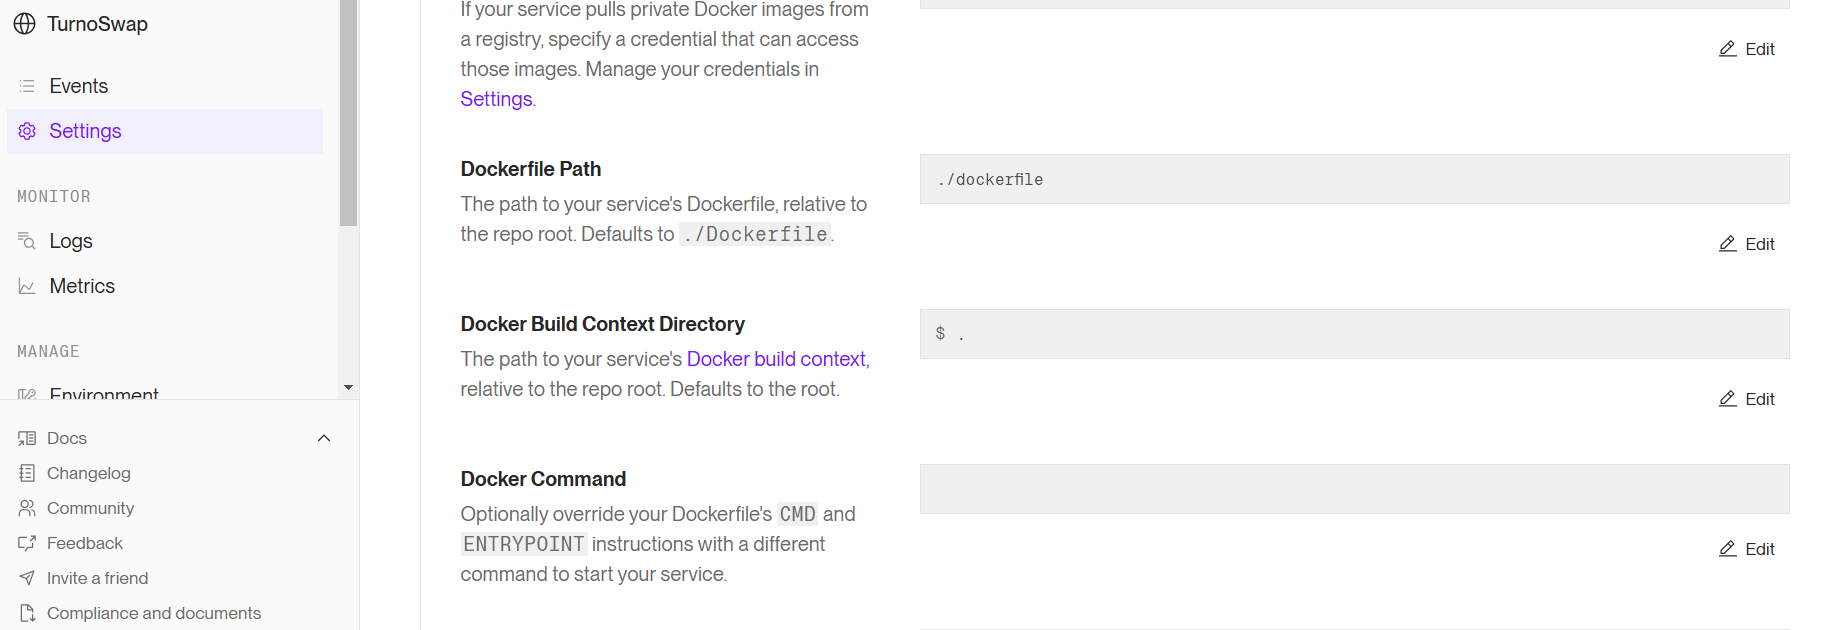 TurnoSwap
Events
Settings
MONITOR
Logs
Metrics
MANAGE
Environment
Docs
Changelog
Community
Feedback
Invite a friend
Compliance and documents
If your service pulls private Docker images from
a registry, specify a credential that can access
those images. Manage your credentials in
Settings.
Edit
Dockerfile Path
The path to your service's Dockerfile, relative to
the repo root. Defaults to ./Dockerfile.
./dockerfile
Edit
Docker Build Context Directory
The path to your service's Docker build context,
relative to the repo root. Defaults to the root.
$ .
Edit
Docker Command
Optionally override your Dockerfile's CMD and
ENTRYPOINT instructions with a different
command to start your service.
Edit